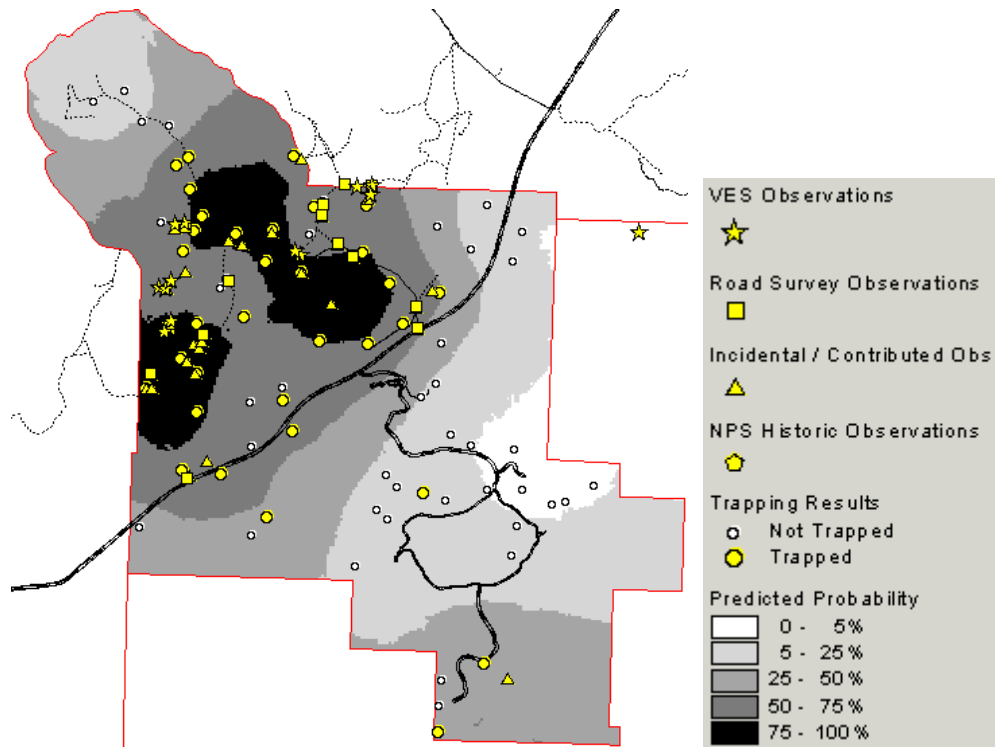 VES Observations
Road Survey Observations
Incidental / Contributed Obs
NPS Historic Observations
Trapping Results
Not Trapped
Trapped
Predicted Probability
0 - 5%
5 - 25%
25 - 50%
50 - 75%
75 - 100%